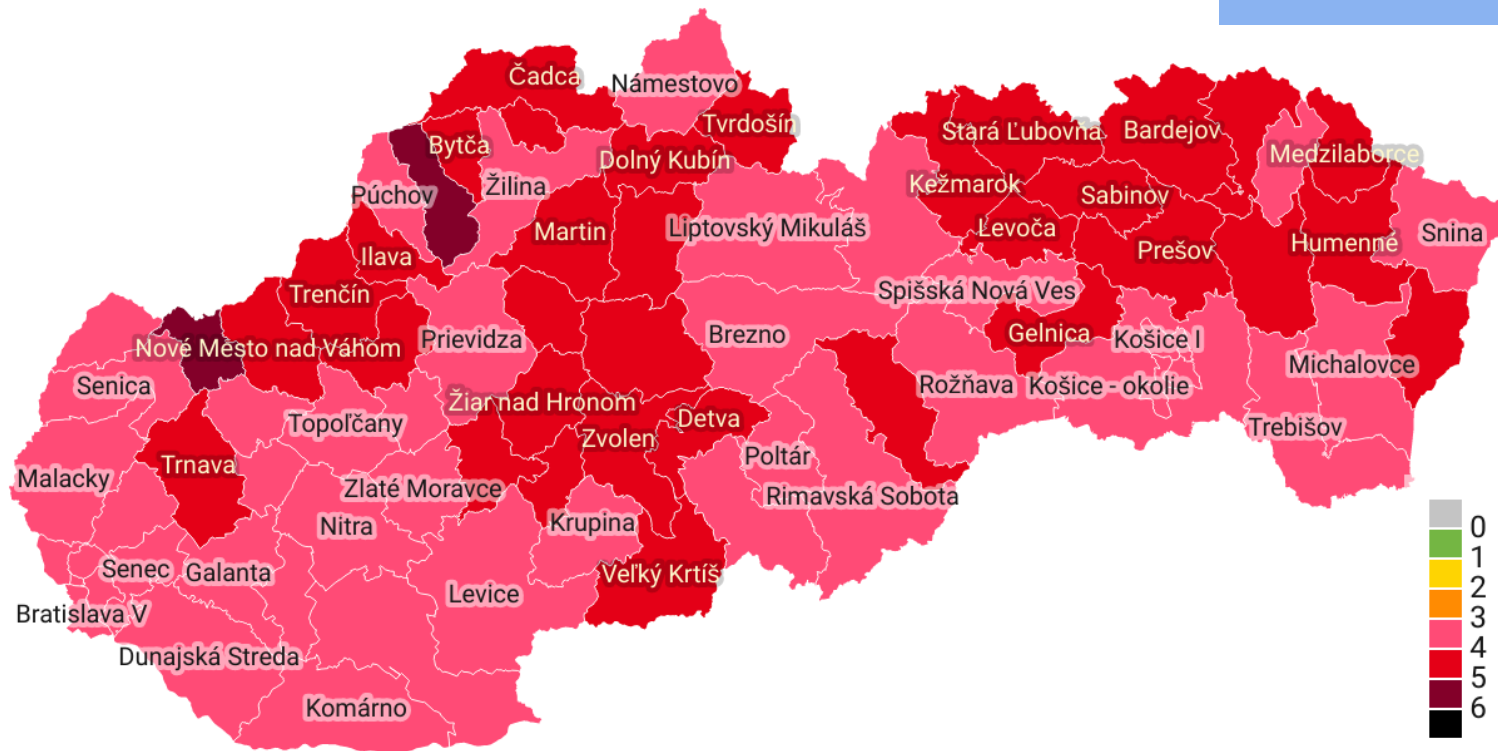 Čadca
Námestovo
Tvrdošín
Stará Ľubovňa
Bardejov
Bytča
Dolný Kubín
Medzilaborce
Púchov
Žilina
Kežmarok
Sabinov
Martin
Liptovský Mikuláš
Levoča
Ilava
Prešov
Humenné
Snina
Trenčín
Spišská Nová Ves
Nové Mesto nad Váhom
Prievidza
Brezno
Gelnica
Košice I
Michalovce
Senica
Rožňava
Košice - okolie
Žiar nad Hronom
Topoľčany
Zvolen
Detva
Trebišov
Trnava
Poltár
Malacky
Zlaté Moravce
Rimavská Sobota
Nitra
Krupina
Senec
Galanta
Veľký Krtíš
Levice
Bratislava V
Dunajská Streda
Komárno
0
1
2
3
4
5
6